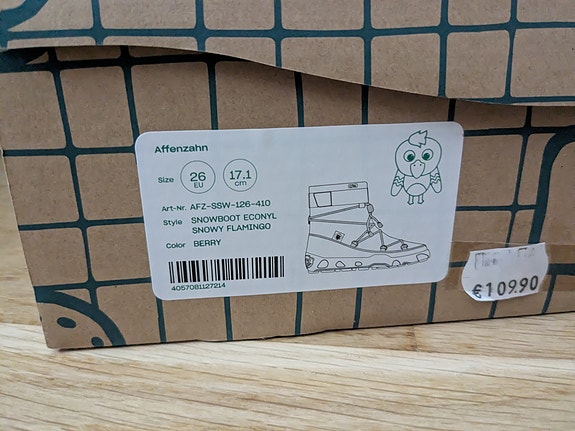 Affenzahn
Size 26 EU 17.1 cm
Art-Nr. AFZ-SSW-126-410
Style SNOWBOOT ECONYL
SNOWY FLAMINGO
Color BERRY
4057081127214
€109.90